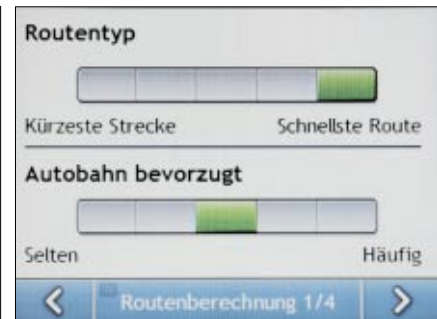 Routentyp
Kürzeste Strecke Schnellste Route
Autobahn bevorzugt
Selten Häufig
Routenberechnung 1/4